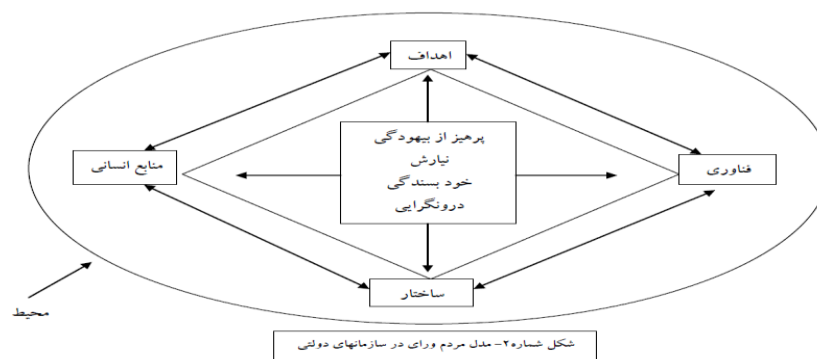 اهداف
پرهیز از بیهودگی
نیارش
خود بسندگی
درونگرایی
فناوری
منابع انسانی
ساختار
محیط
شکل شماره۲- مدل مردم ورای در سازمانهای دولتی